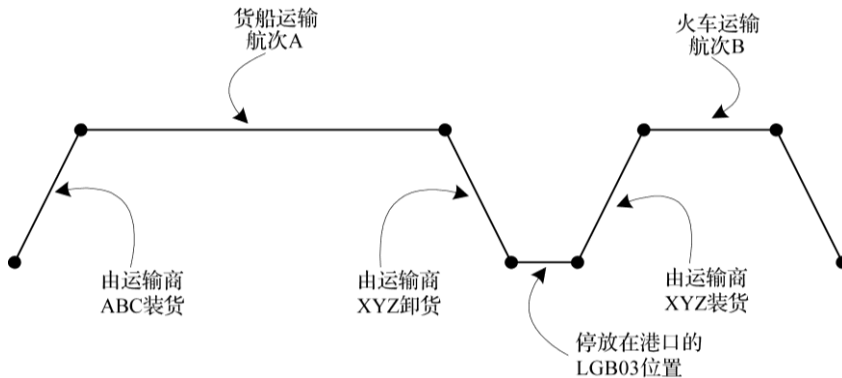 货船运输
航次A
火车运输
航次B
由运输商
ABC装货
由运输商
XYZ卸货
由运输商
XYZ装货
停放在港口的
LGB03位置